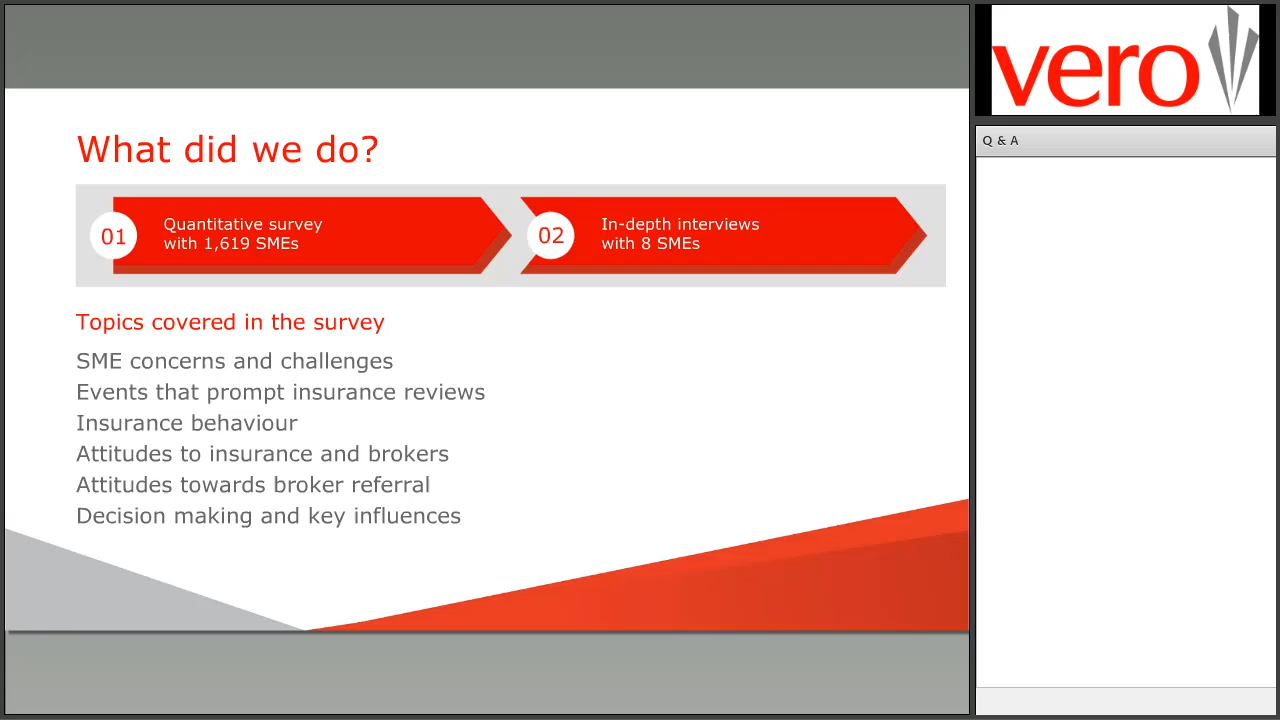 What did we do?
01
Quantitative survey
with 1,619 SMEs
02
In-depth interviews
with 8 SMEs
Topics covered in the survey
SME concerns and challenges
Events that prompt insurance reviews
Insurance behaviour
Attitudes to insurance and brokers
Attitudes towards broker referral
Decision making and key influences
vero
Q & A